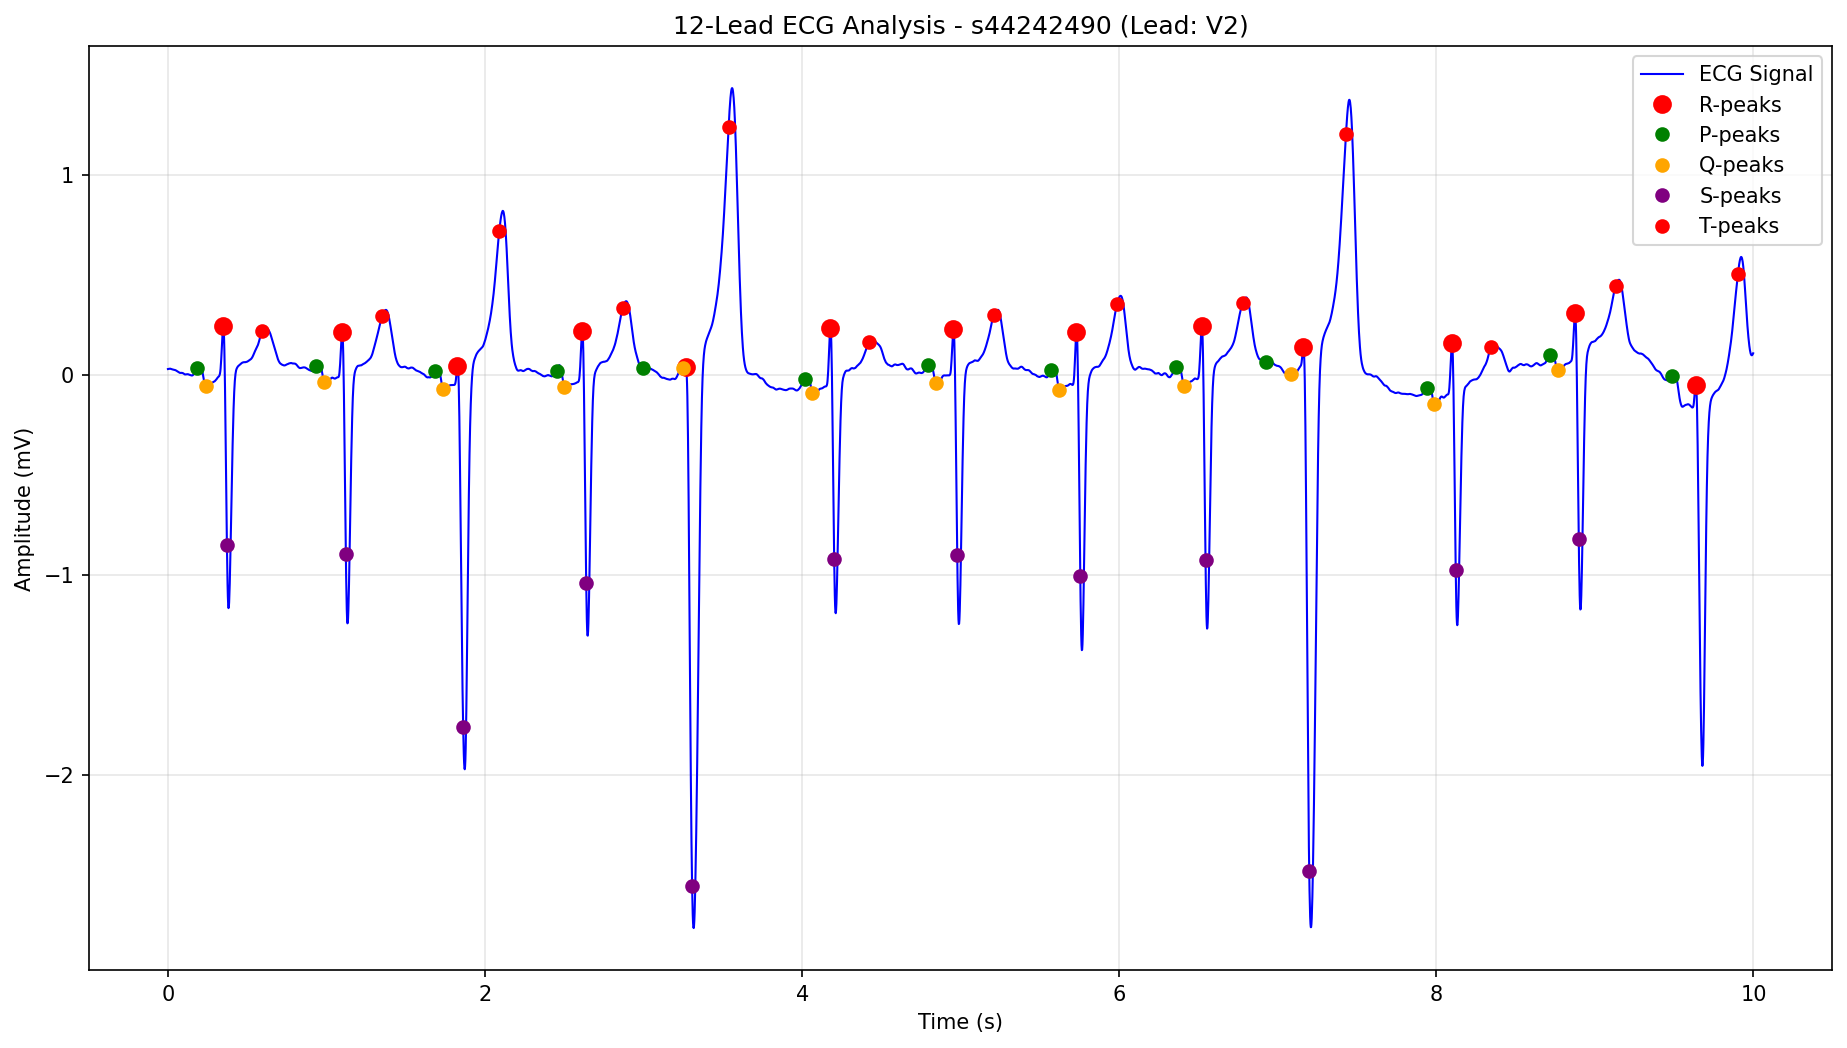 12-Lead ECG Analysis - s44242490 (Lead: V2)
ECG Signal
R-peaks
P-peaks
Q-peaks
S-peaks
T-peaks
Amplitude (mV)
1
0
−1
−2
0
2
4
6
8
10
Time (s)